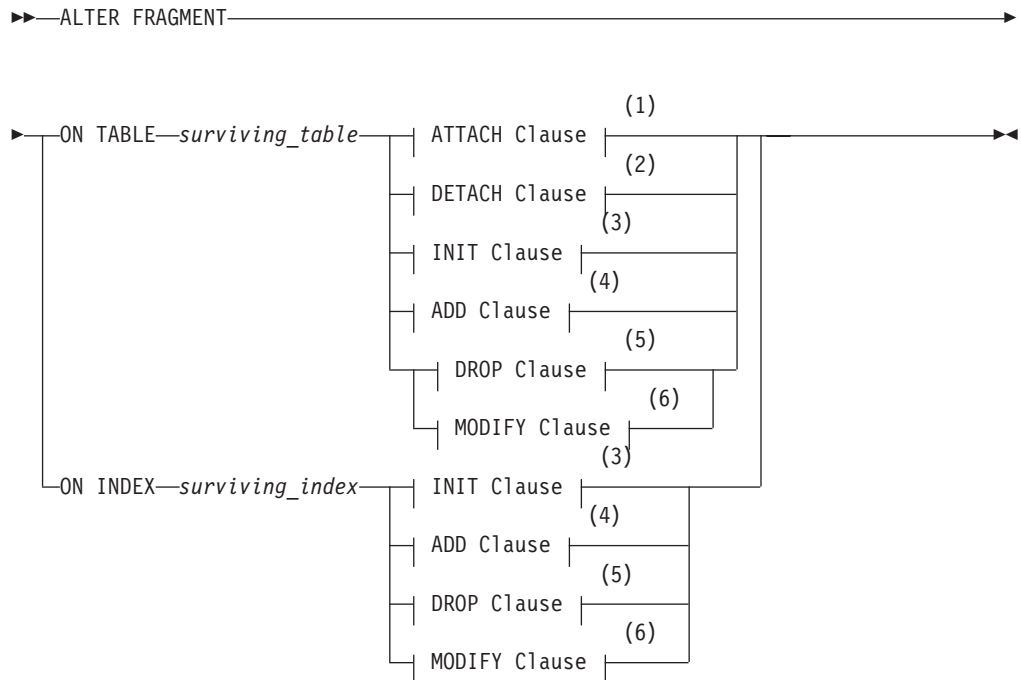 ALTER FRAGMENT
(1)
ON TABLE surviving_table ATTACH Clause
(2)
DETACH Clause
(3)
INIT Clause
(4)
ADD Clause
(5)
DROP Clause
(6)
MODIFY Clause
(3)
ON INDEX surviving_index INIT Clause
(4)
ADD Clause
(5)
DROP Clause
(6)
MODIFY Clause